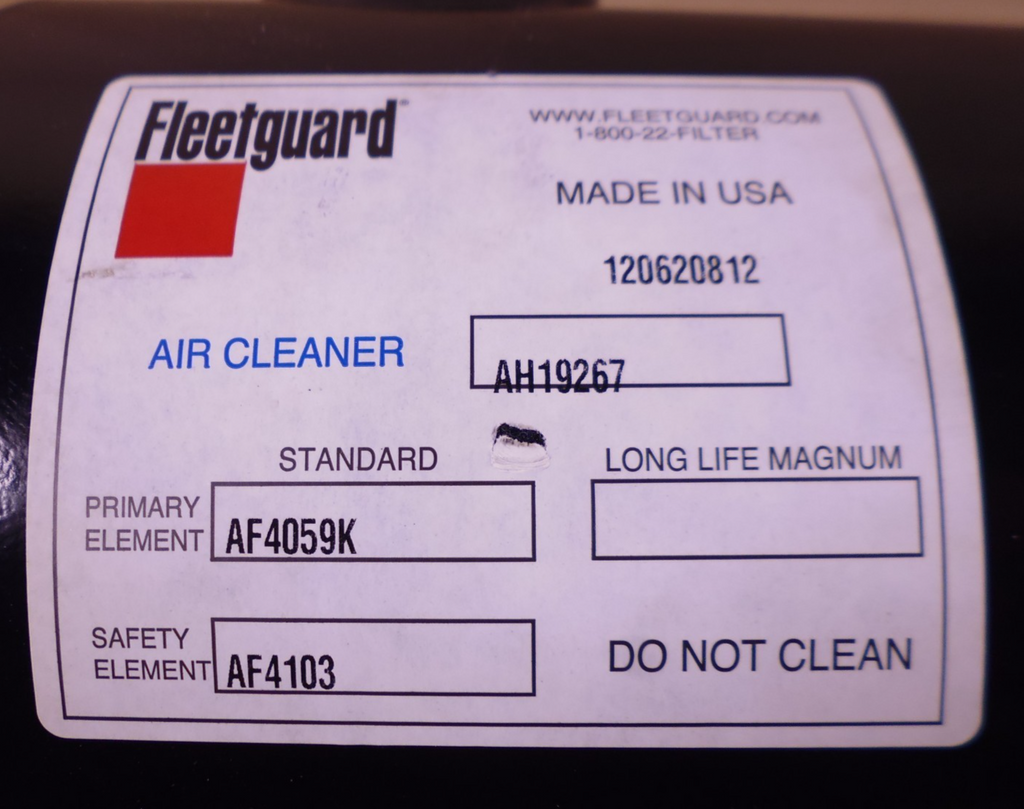 Fleetguard®
WWW.FLEETGUARD.COM
1-800-22-FILTER
MADE IN USA
120620812
AIR CLEANER
AH19267
STANDARD
LONG LIFE MAGNUM
PRIMARY
ELEMENT
AF4059K
SAFETY
ELEMENT
AF4103
DO NOT CLEAN